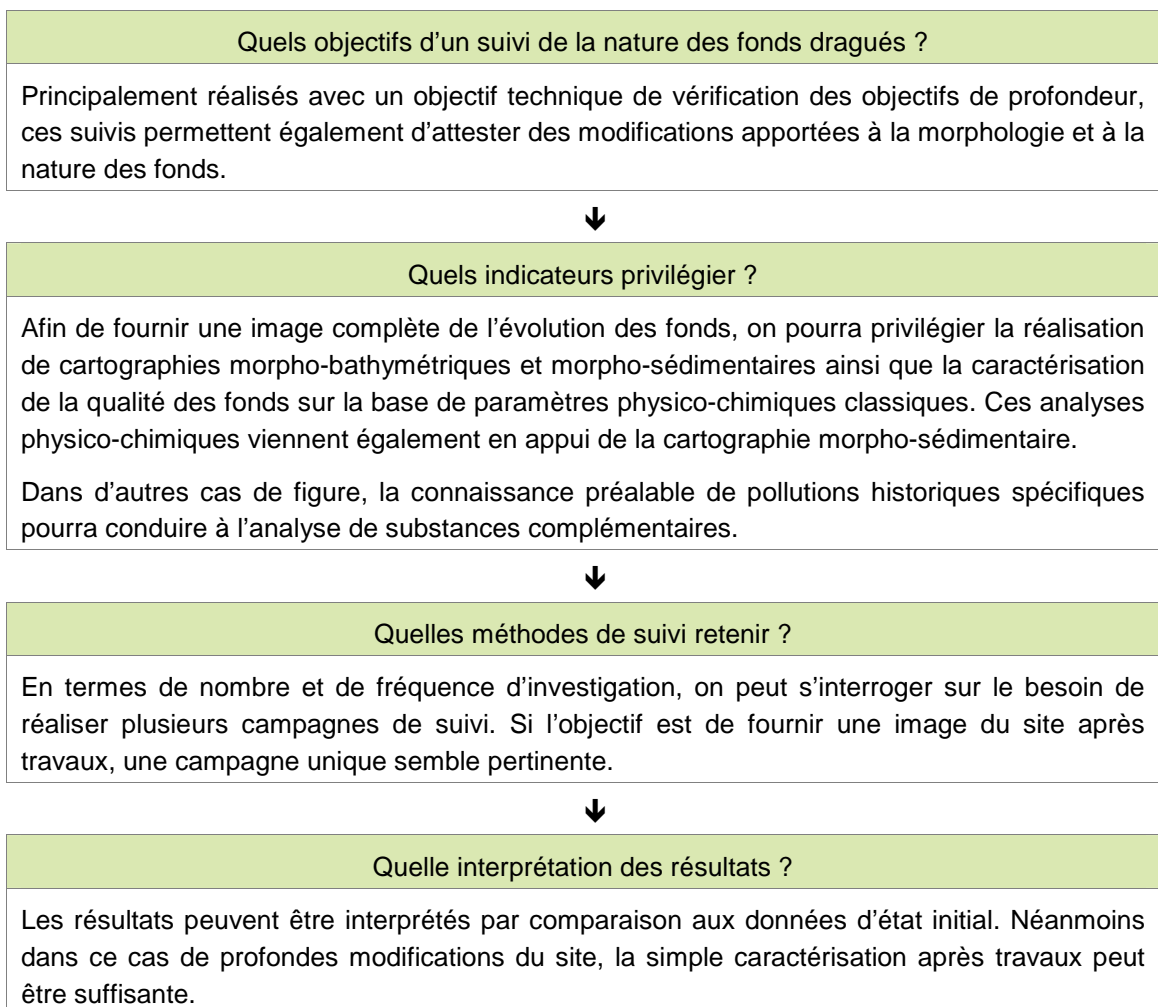 Quels objectifs d'un suivi de la nature des fonds dragués ?
Principalement réalisés avec un objectif technique de vérification des objectifs de profondeur,
ces suivis permettent également d'attester des modifications apportées à la morphologie et à la
nature des fonds.
Quels indicateurs privilégier ?
Afin de fournir une image complète de l'évolution des fonds, on pourra privilégier la réalisation
de cartographies morpho-bathymétriques et morpho-sédimentaires ainsi que la caractérisation
de la qualité des fonds sur la base de paramètres physico-chimiques classiques. Ces analyses
physico-chimiques viennent également en appui de la cartographie morpho-sédimentaire.
Dans d'autres cas de figure, la connaissance préalable de pollutions historiques spécifiques
pourra conduire à l'analyse de substances complémentaires.
Quelles méthodes de suivi retenir ?
En termes de nombre et de fréquence d'investigation, on peut s'interroger sur le besoin de
réaliser plusieurs campagnes de suivi. Si l'objectif est de fournir une image du site après
travaux, une campagne unique semble pertinente.
Quelle interprétation des résultats ?
Les résultats peuvent être interprétés par comparaison aux données d'état initial. Néanmoins
dans ce cas de profondes modifications du site, la simple caractérisation après travaux peut
être suffisante.